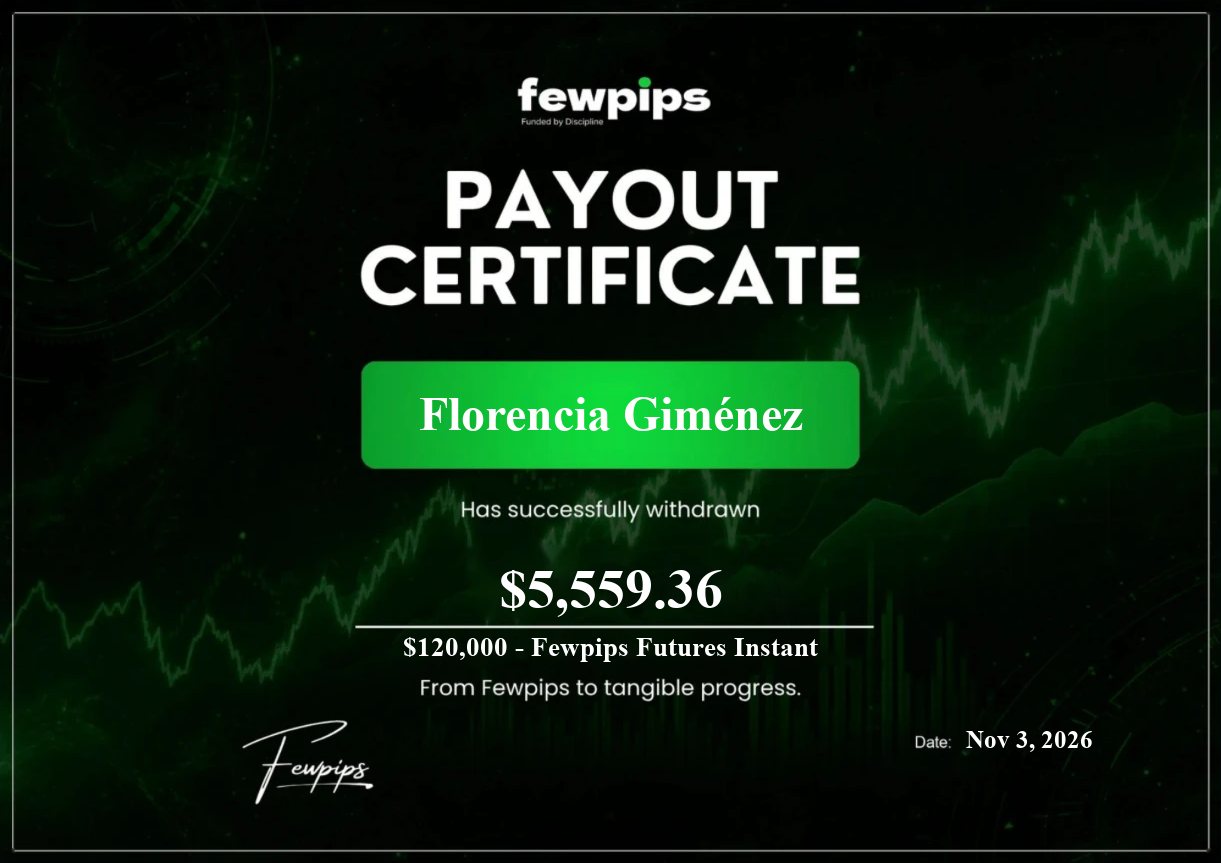 fewpips
Funded by Discipline
PAYOUT
CERTIFICATE
Florencia Giménez
Has successfully withdrawn
$5,559.36
$120,000 - Fewpips Futures Instant
From Fewpips to tangible progress.
Fewpips
Date: Nov 3, 2026